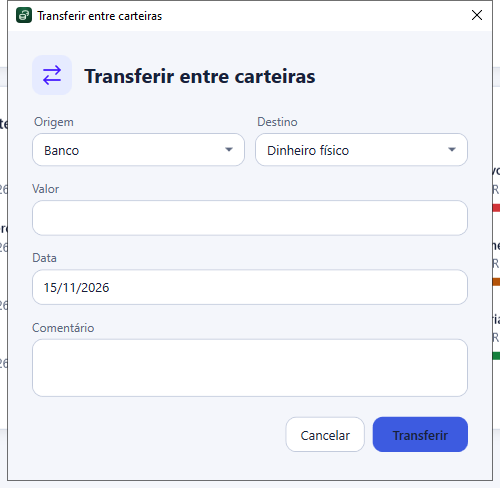 Transferir entre carteiras
Transferir entre carteiras
Origem
Destino
Banco
Dinheiro físico
Valor
Data
15/11/2026
Comentário
Cancelar
Transferir